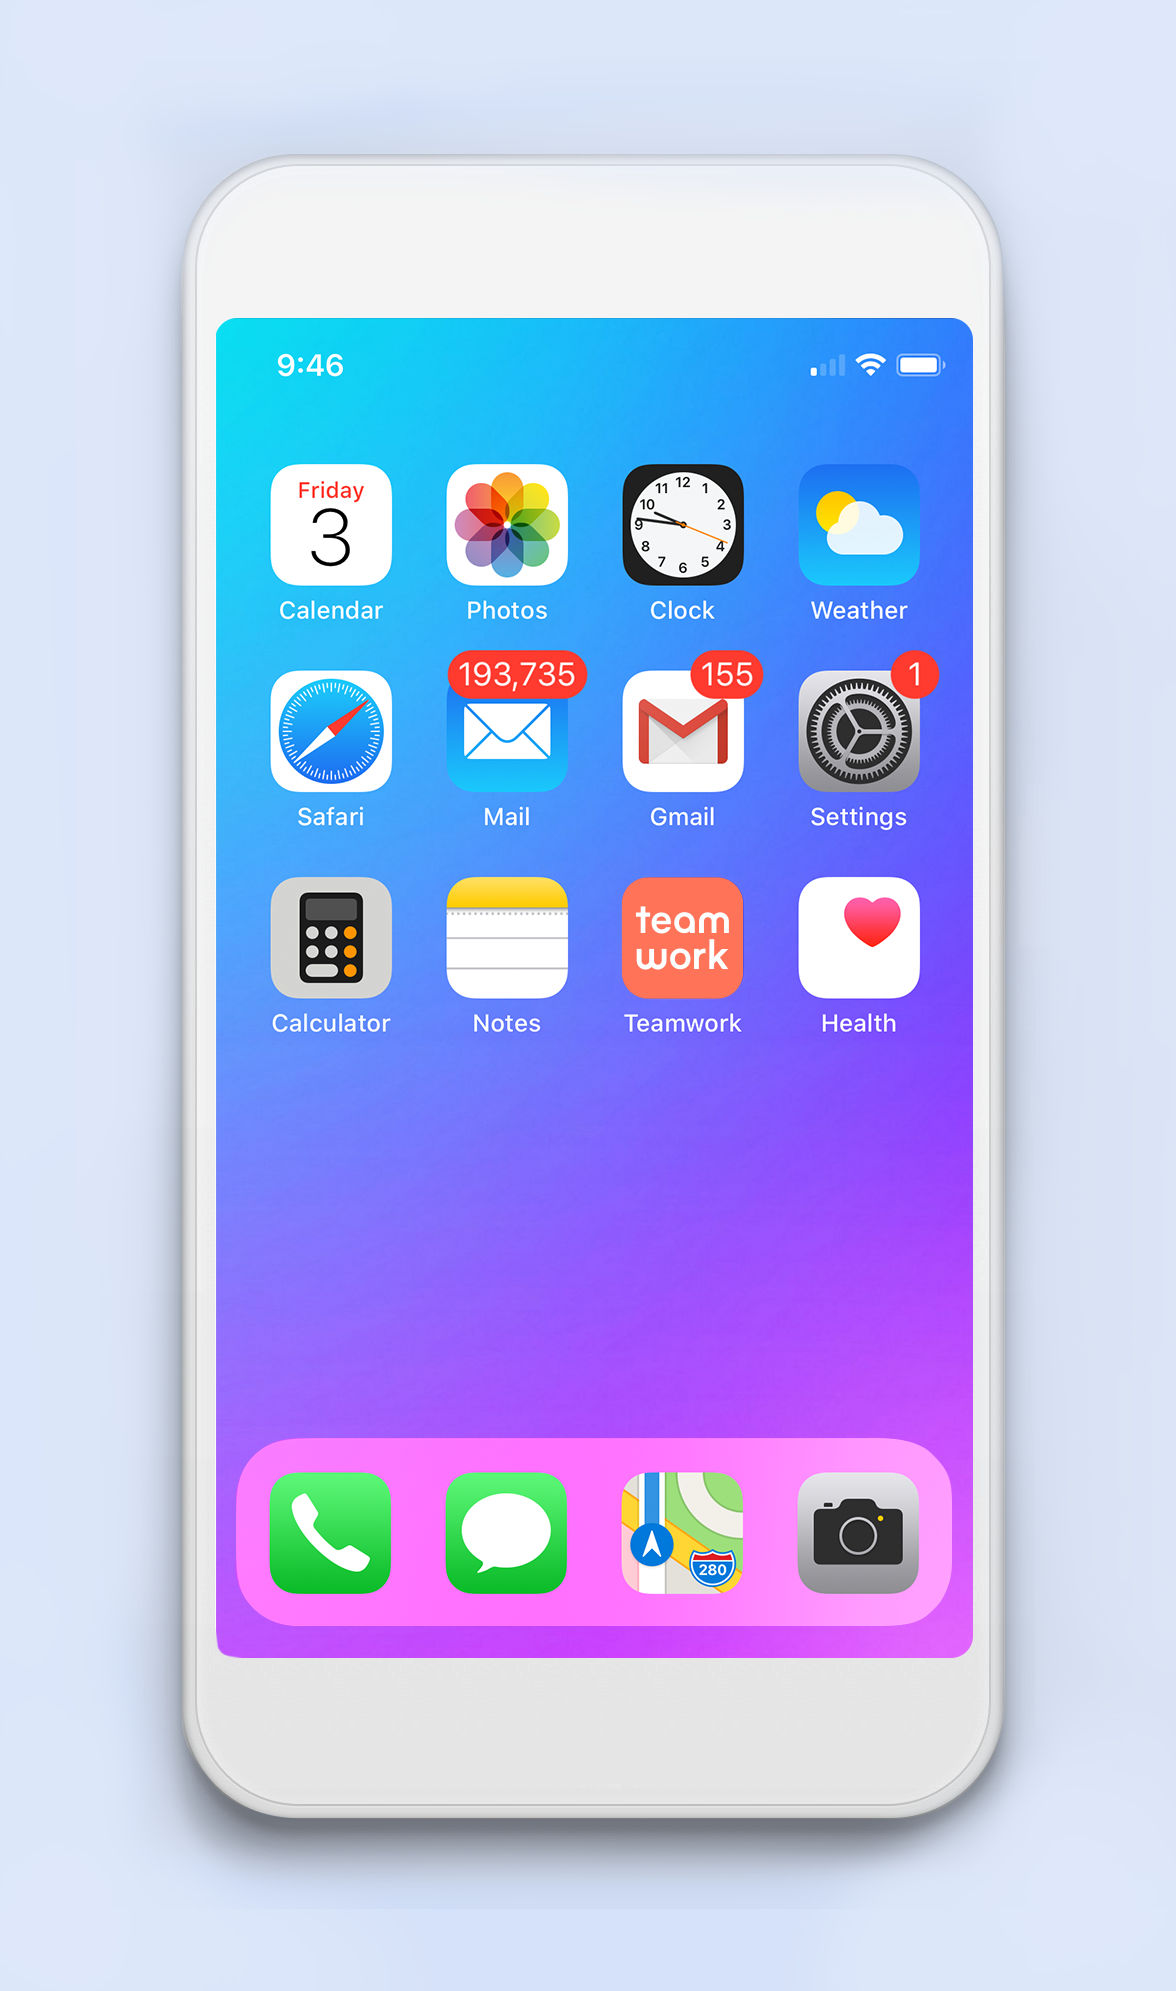 9:46
Friday
3
12
11 1
10 2
9 3
8 4
7 5
6
Calendar Photos Clock Weather
193,735 155 1
Safari Mail Gmail Settings
team
work
Calculator Notes Teamwork Health
280